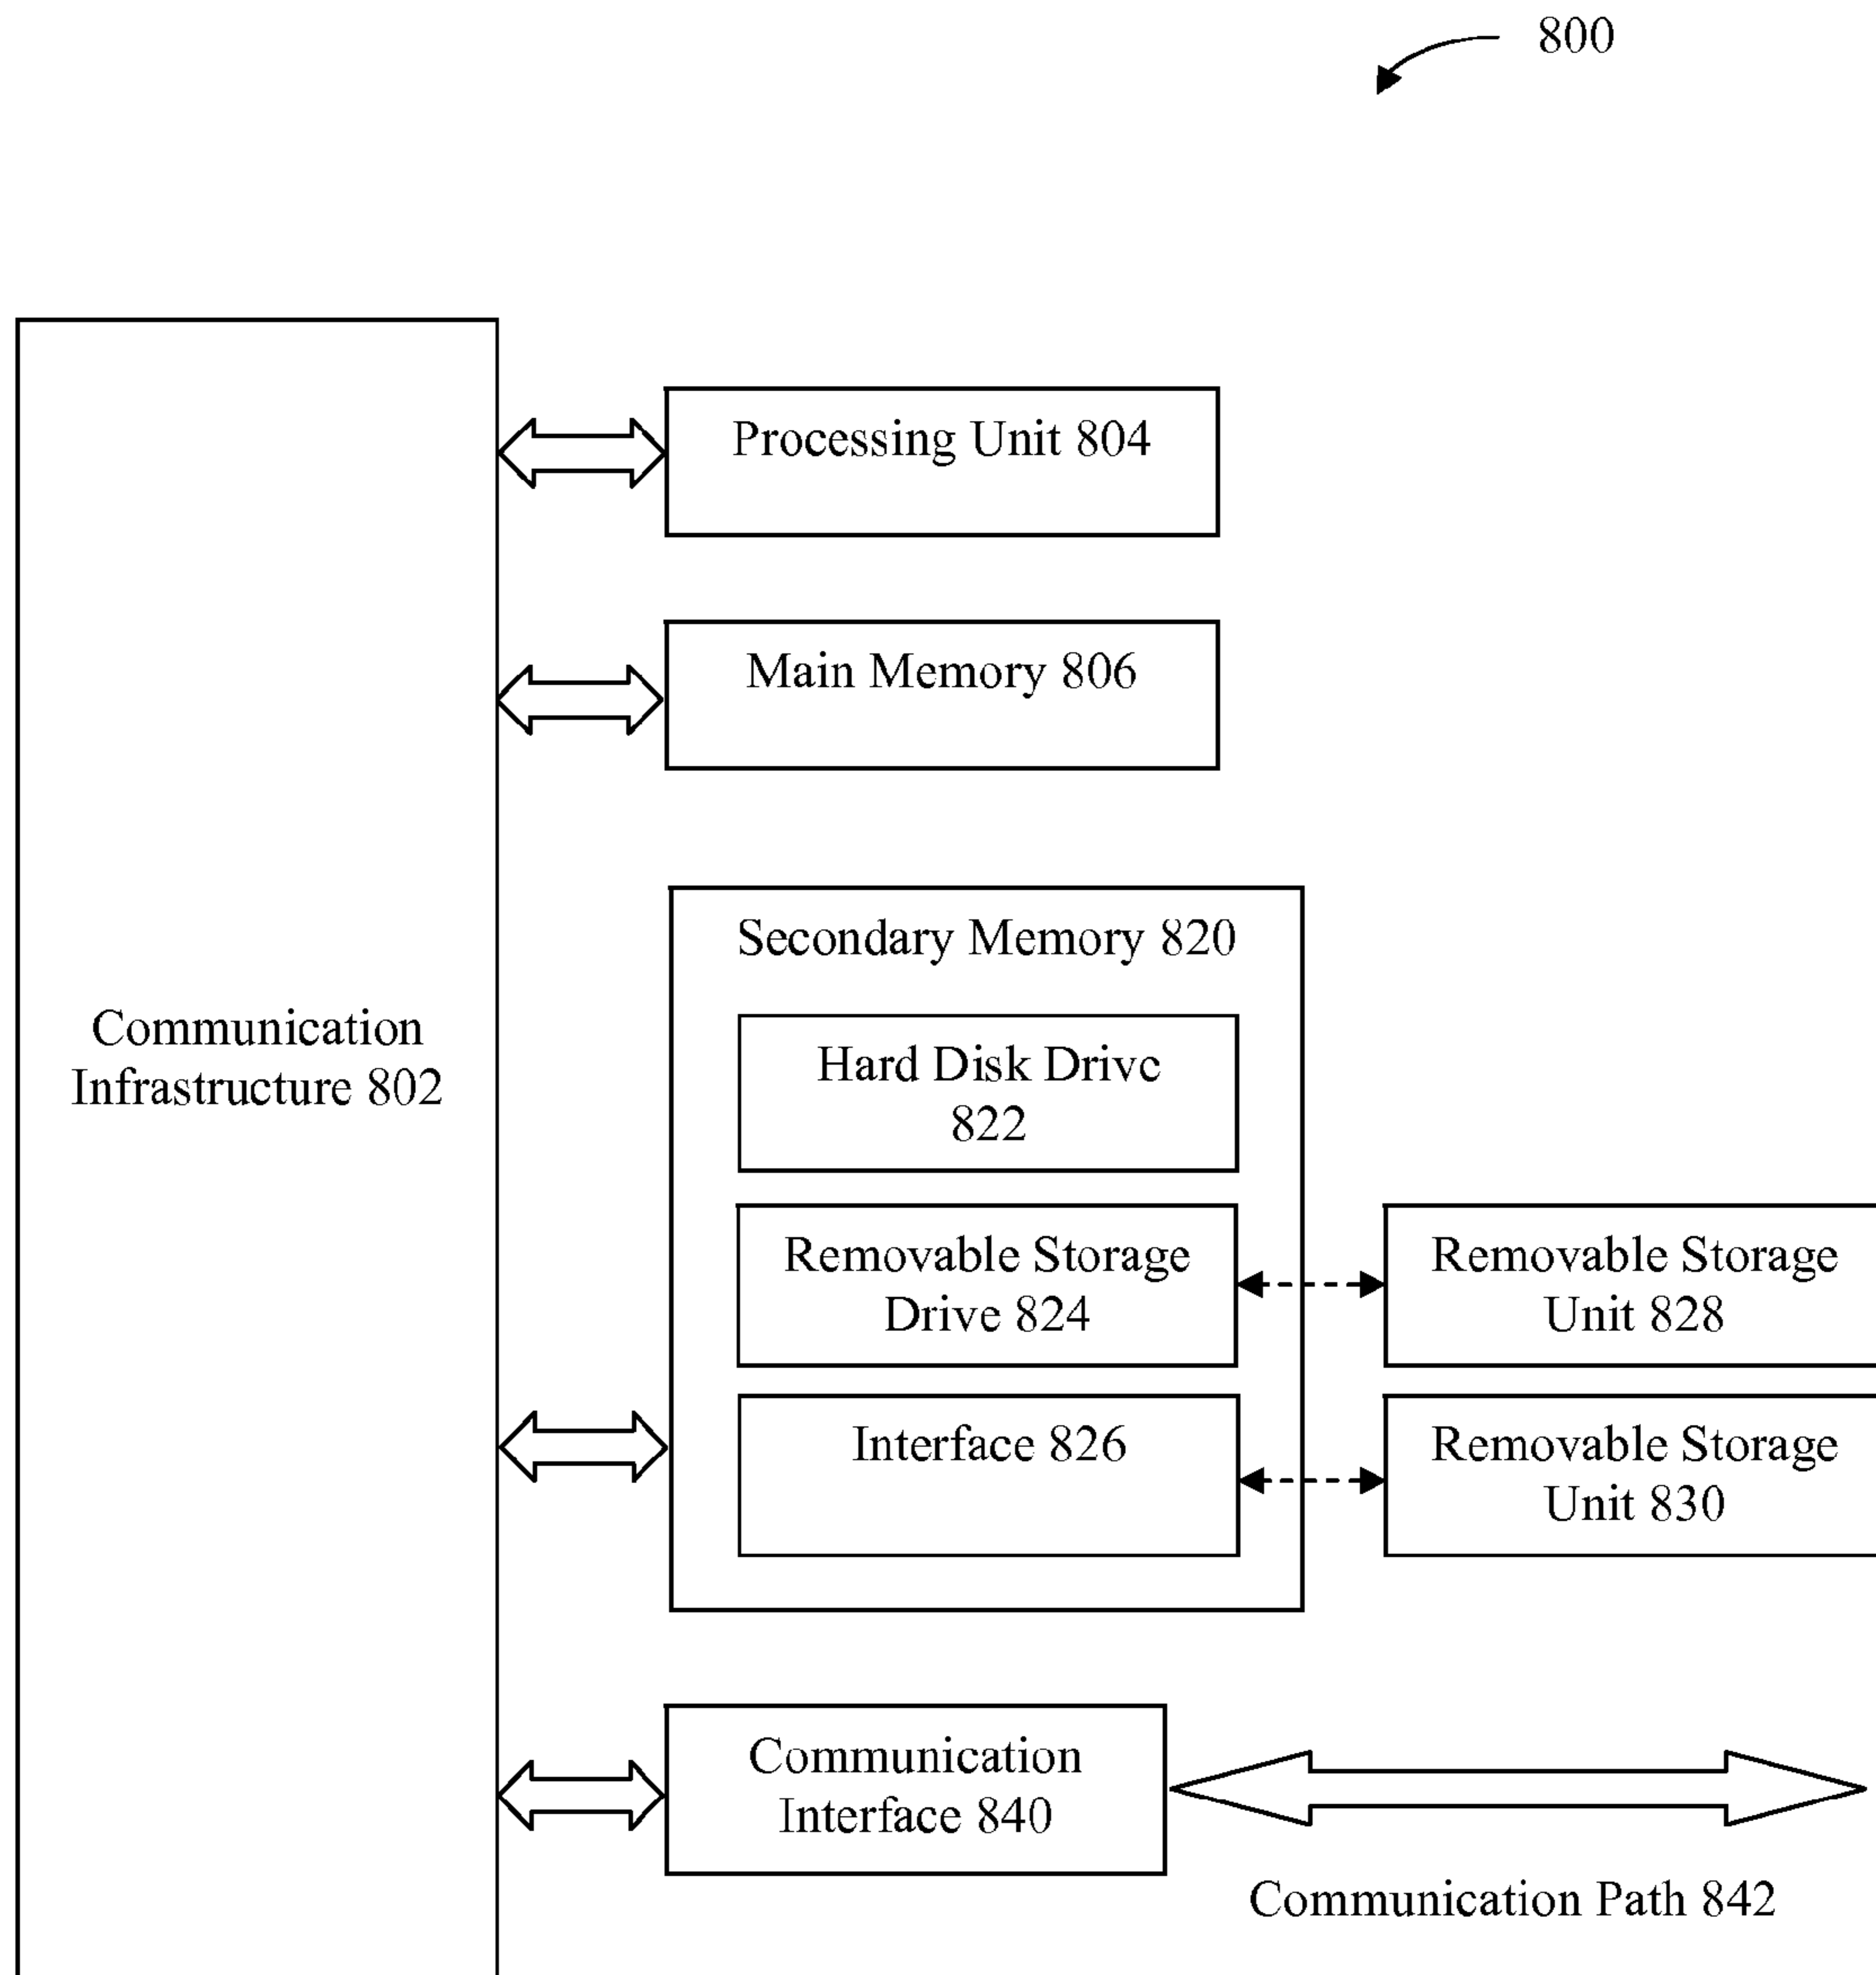 800
Processing Unit 804
Main Memory 806
Secondary Memory 820
Communication
Infrastructure 802
Hard Disk Drive
822
Removable Storage
Drive 824
Removable Storage
Unit 828
Interface 826
Removable Storage
Unit 830
Communication
Interface 840
Communication Path 842